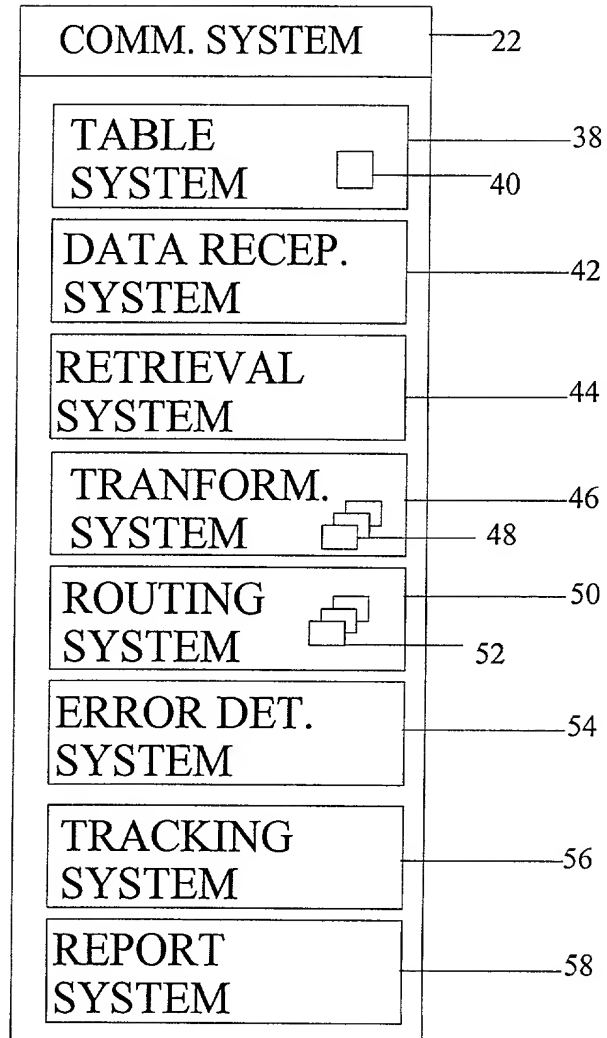 COMM. SYSTEM 22
TABLE 38
SYSTEM 40
DATA RECEP.
SYSTEM 42
RETRIEVAL
SYSTEM 44
TRANFORM. 46
SYSTEM 48
ROUTING 50
SYSTEM 52
ERROR DET.
SYSTEM 54
TRACKING
SYSTEM 56
REPORT
SYSTEM 58